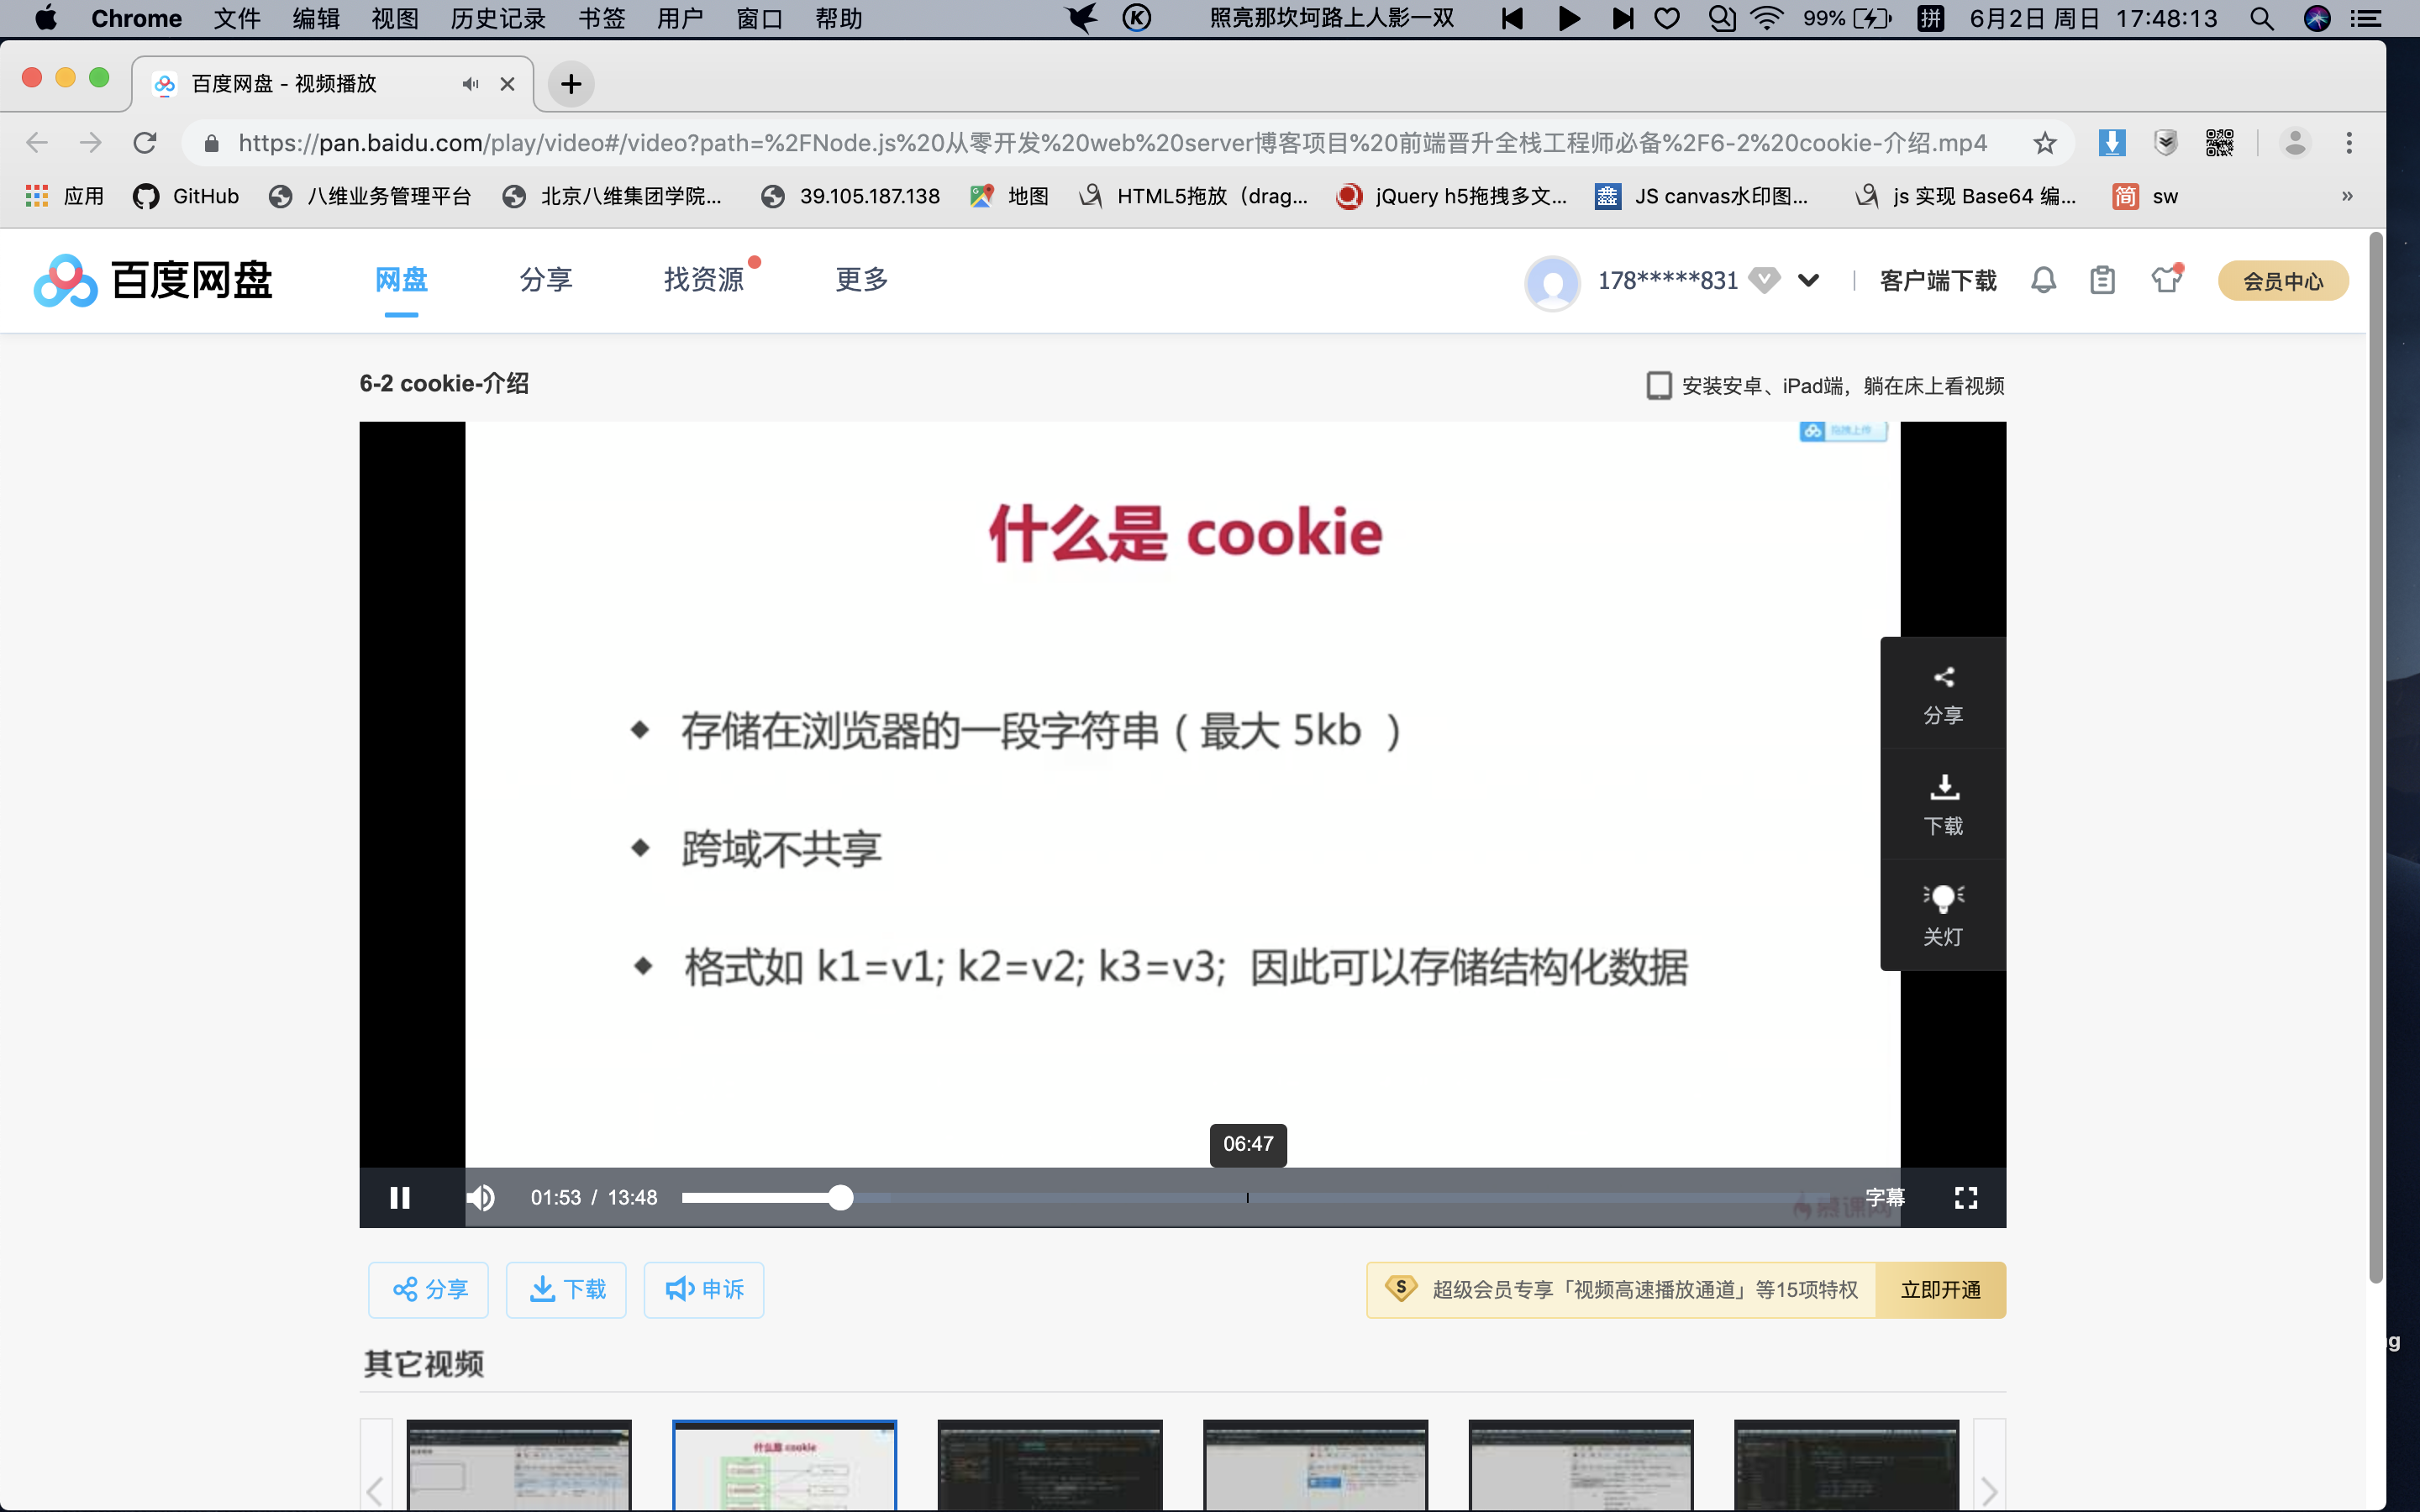 Chrome 文件 编辑 视图 历史记录 书签 用户 窗口 帮助 照亮那坎坷路上人影一双 99% 拼 6月2日 周日 17:48:13
百度网盘 - 视频播放
https://pan.baidu.com/play/video#/video?path=%2FNode.js%20从零开发%20web%20server博客项目%20前端晋升全栈工程师必备%2F6-2%20cookie-介绍.mp4
应用 GitHub 八维业务管理平台 北京八维集团学院... 39.105.187.138 地图 HTML5拖放（drag... jQuery h5拖拽多文... 鑫 JS canvas水印图... js 实现 Base64 编... 简 sw »
百度网盘 网盘 分享 找资源 更多 178*****831 客户端下载 会员中心
6-2 cookie-介绍 安装安卓、iPad端，躺在床上看视频
拖拽上传
什么是 cookie
存储在浏览器的一段字符串（最大 5kb ）
跨域不共享
格式如 k1=v1; k2=v2; k3=v3; 因此可以存储结构化数据
分享
下载
关灯
06:47
01:53 / 13:48 字幕
慕课网
分享 下载 申诉 超级会员专享「视频高速播放通道」等15项特权 立即开通
g
其它视频
什么是 cookie